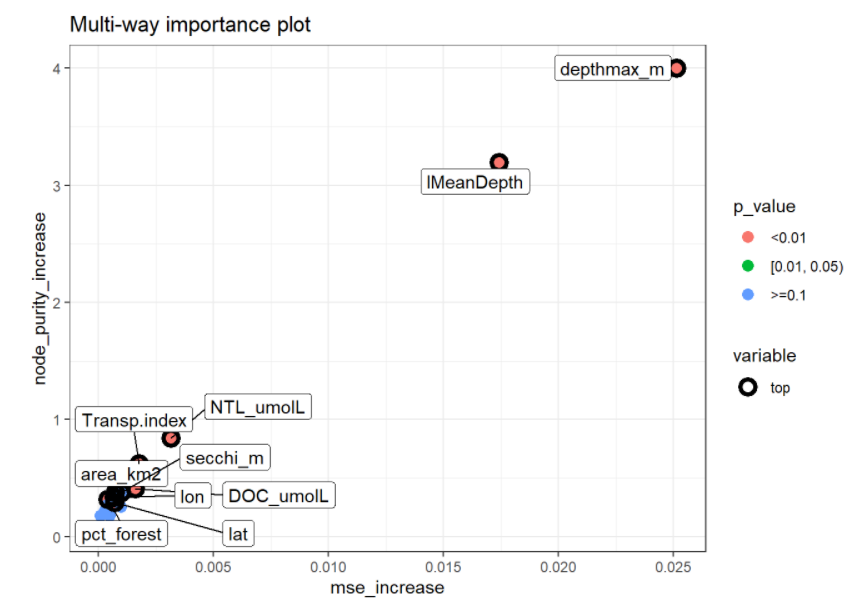 Multi-way importance plot
4
3
2
1
0
node_purity_increase
depthmax_m
lMeanDepth
NTL_umolL
Transp.index
secchi_m
area_km2
lon
DOC_umolL
pct_forest
lat
0.000
0.005
0.010
0.015
0.020
0.025
mse_increase
p_value
<0.01
[0.01, 0.05)
>=0.1
variable
top